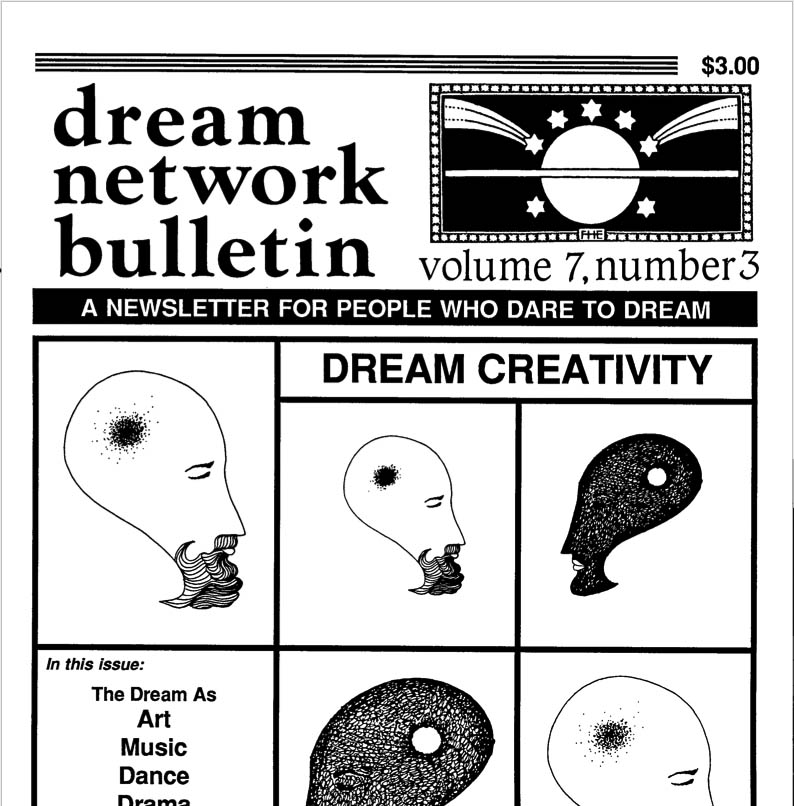 $3.00
dream
network
bulletin
volume 7, number 3
A NEWSLETTER FOR PEOPLE WHO DARE TO DREAM
DREAM CREATIVITY
In this issue:
The Dream As
Art
Music
Dance
Drama